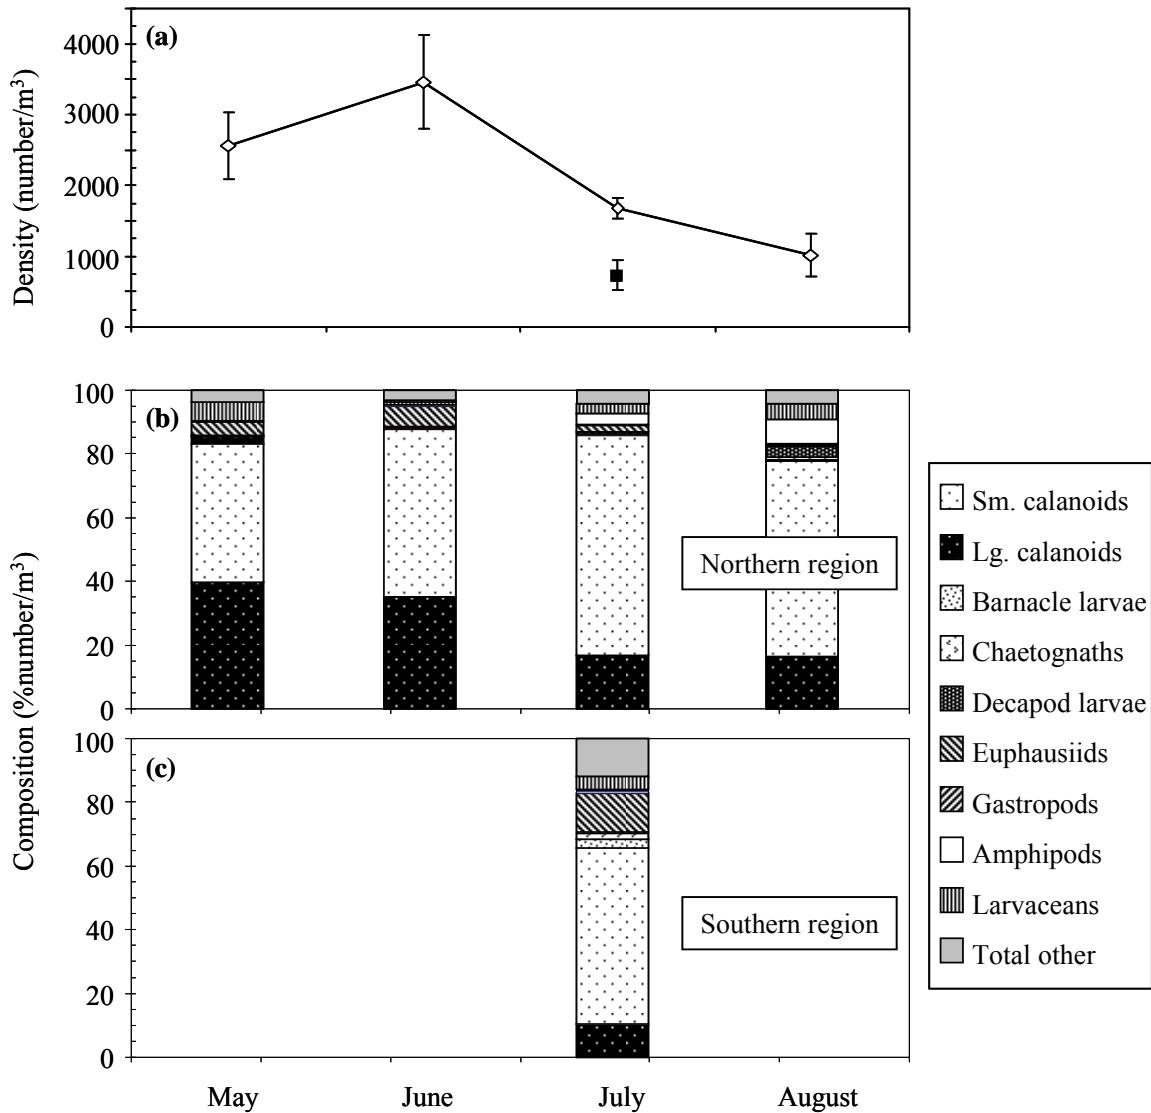 (a)
4000
3000
2000
1000
0
Density (number/m³)
(b)
100
80
60
40
20
0
Northern region
(c)
100
80
60
40
20
0
Southern region
Composition (%number/m³)
May June July August
Sm. calanoids
Lg. calanoids
Barnacle larvae
Chaetognaths
Decapod larvae
Euphausiids
Gastropods
Amphipods
Larvaceans
Total other